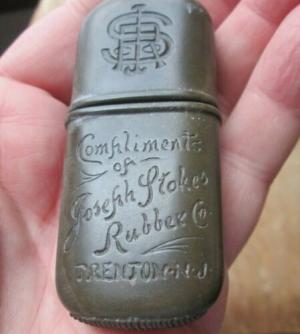 Compliments
of
Joseph Stokes
Rubber Co.
TRENTON·N·J·